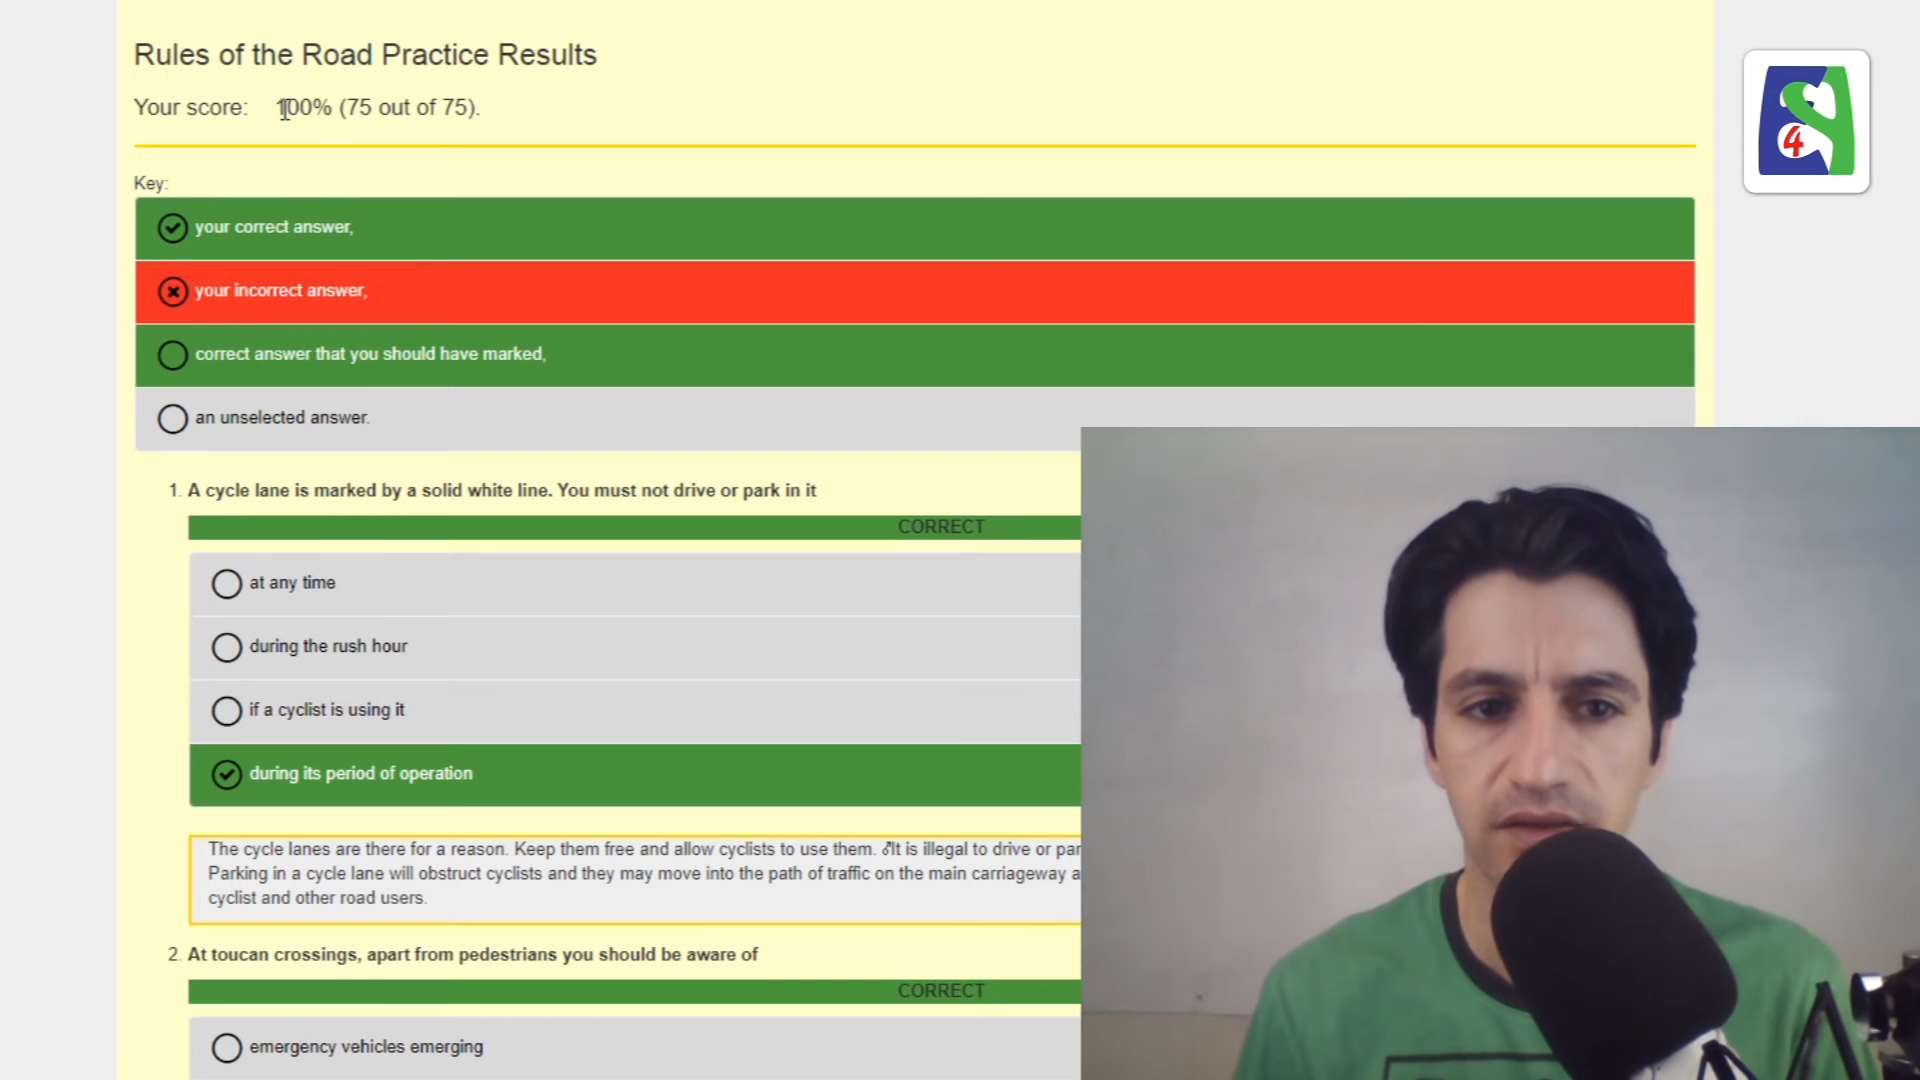 Rules of the Road Practice Results
Your score: 100% (75 out of 75).
4
Key:
your correct answer,
your incorrect answer,
correct answer that you should have marked,
an unselected answer.
1. A cycle lane is marked by a solid white line. You must not drive or park in it
CORRECT
at any time
during the rush hour
if a cyclist is using it
during its period of operation
The cycle lanes are there for a reason. Keep them free and allow cyclists to use them. It is illegal to drive or par
Parking in a cycle lane will obstruct cyclists and they may move into the path of traffic on the main carriageway a
cyclist and other road users.
2. At toucan crossings, apart from pedestrians you should be aware of
CORRECT
emergency vehicles emerging